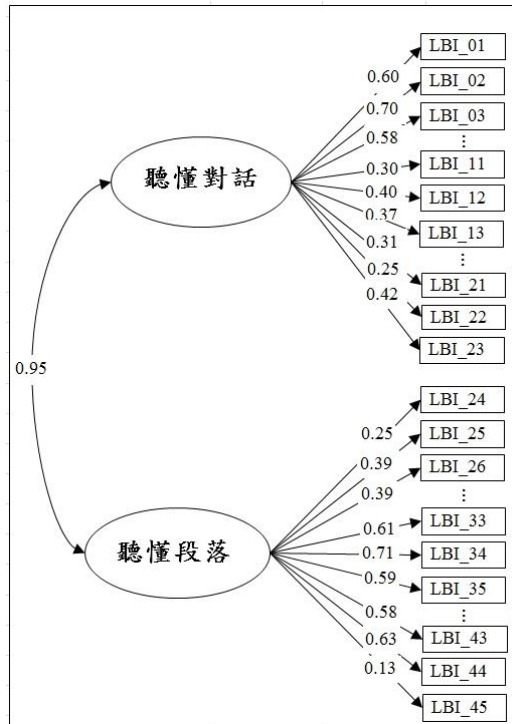 LBI_01
0.60
LBI_02
0.70
LBI_03
0.58
⋮
聽懂對話
0.30
LBI_11
0.40
LBI_12
0.37
LBI_13
0.31
⋮
0.25
LBI_21
0.42
LBI_22
LBI_23
0.95
LBI_24
0.25
LBI_25
0.39
LBI_26
0.39
⋮
0.61
LBI_33
聽懂段落
0.71
LBI_34
0.59
LBI_35
0.58
⋮
0.63
LBI_43
0.13
LBI_44
LBI_45